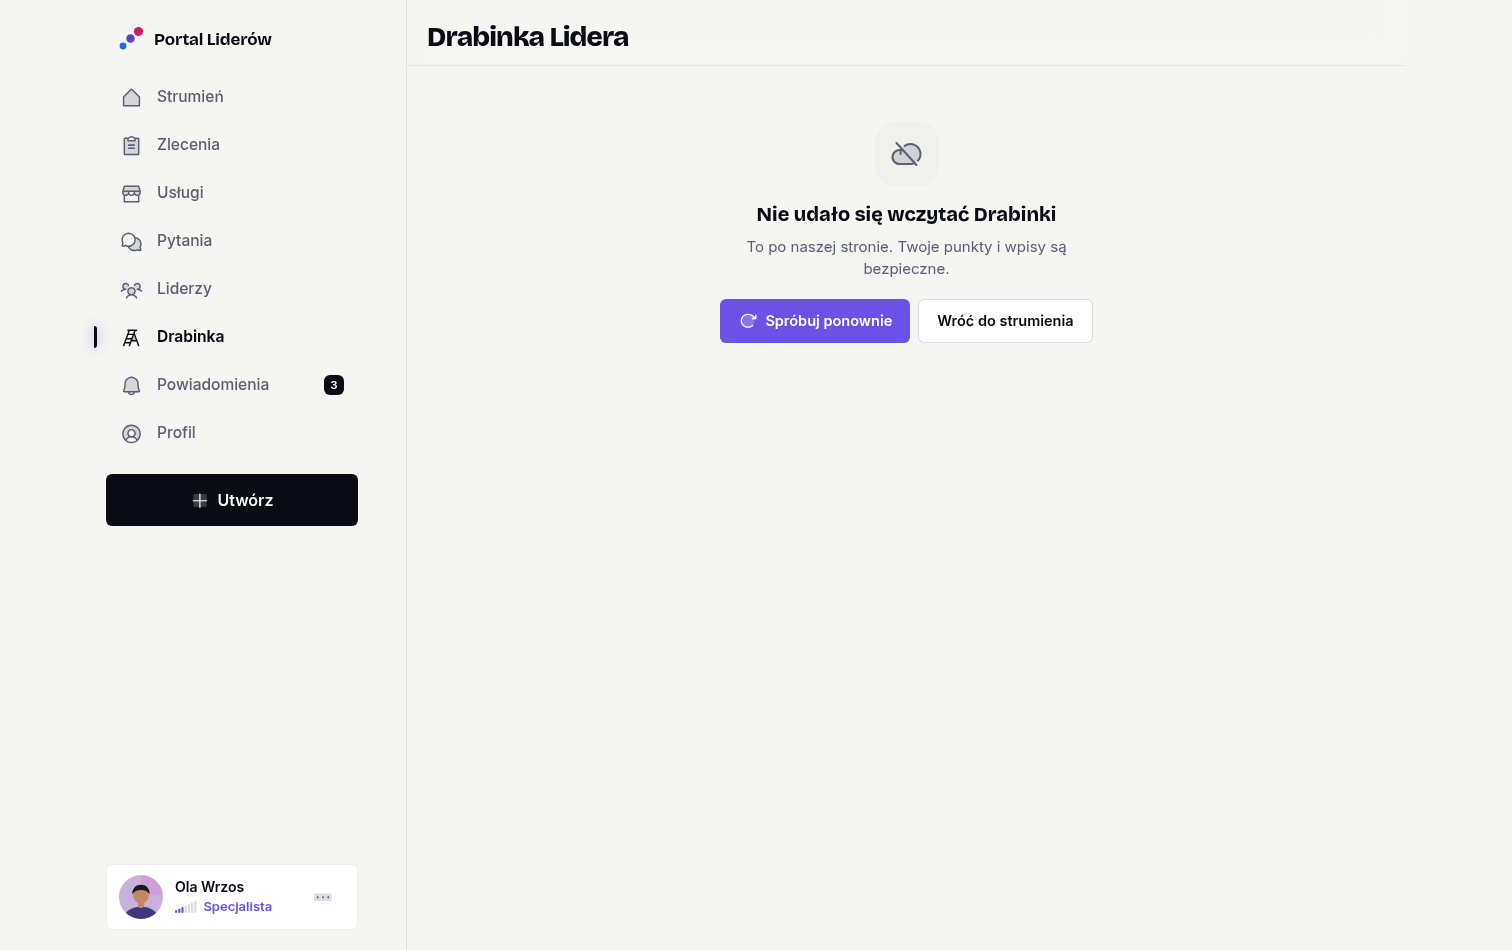 Portal Liderów
Strumień
Zlecenia
Usługi
Pytania
Liderzy
Drabinka
Powiadomienia 3
Profil
Utwórz
Ola Wrzos
Specjalista
Drabinka Lidera
Nie udało się wczytać Drabinki
To po naszej stronie. Twoje punkty i wpisy są
bezpieczne.
Spróbuj ponownie
Wróć do strumienia